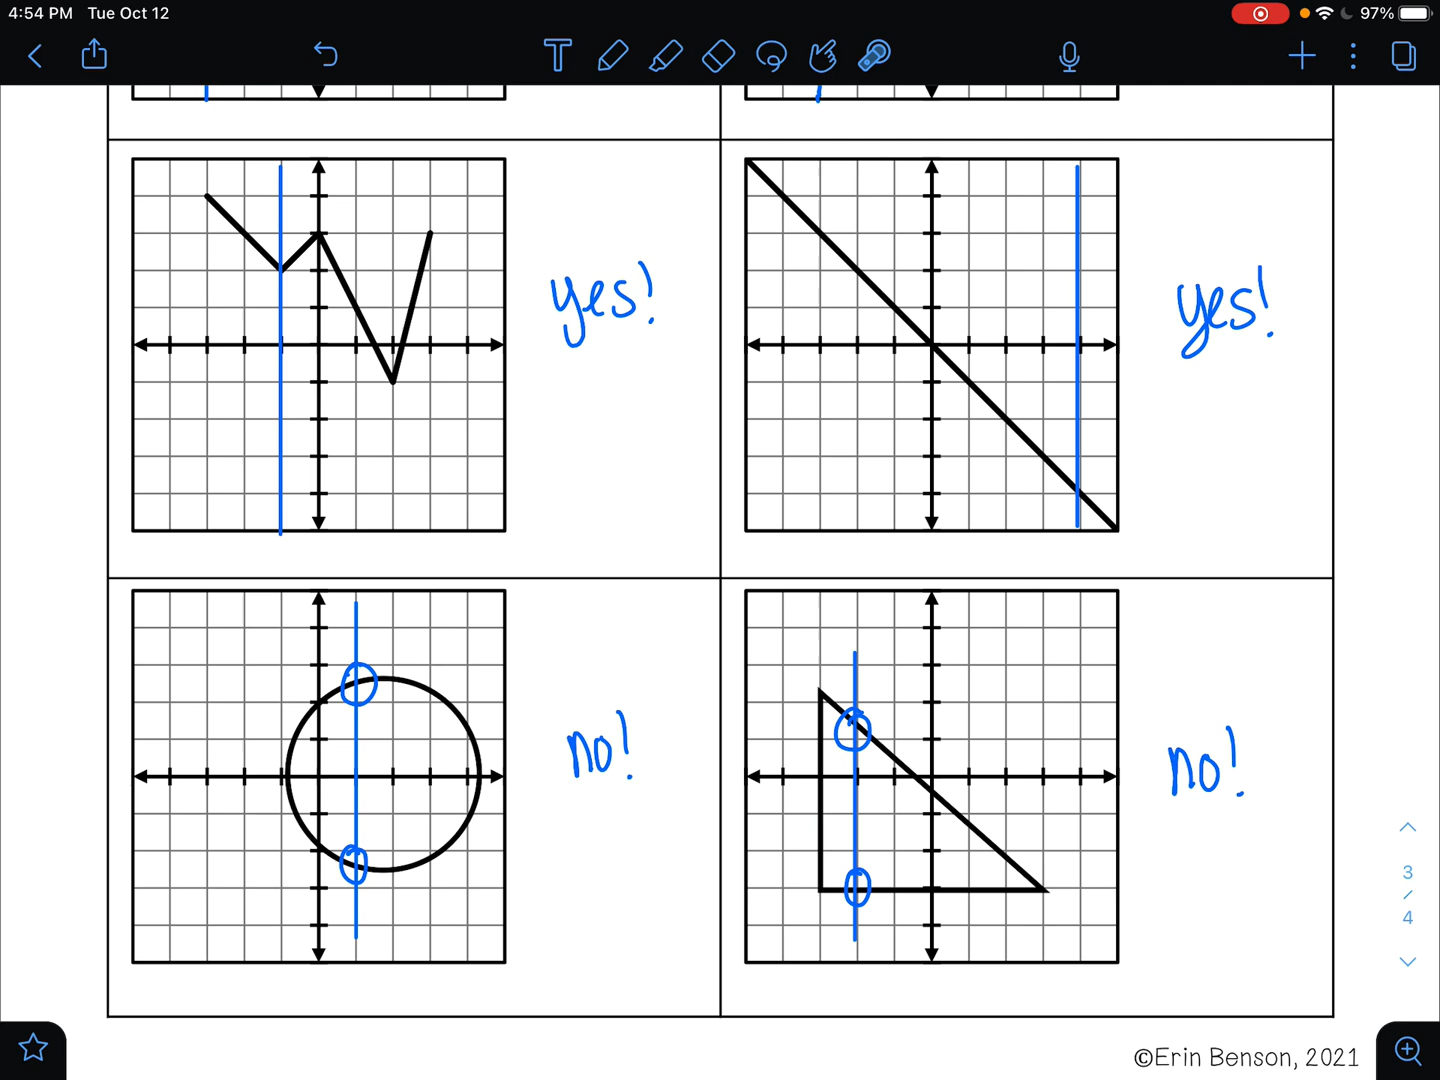 4:54 PM Tue Oct 12
97%
T
yes!
yes!
no!
no!
3
/
4
©Erin Benson, 2021